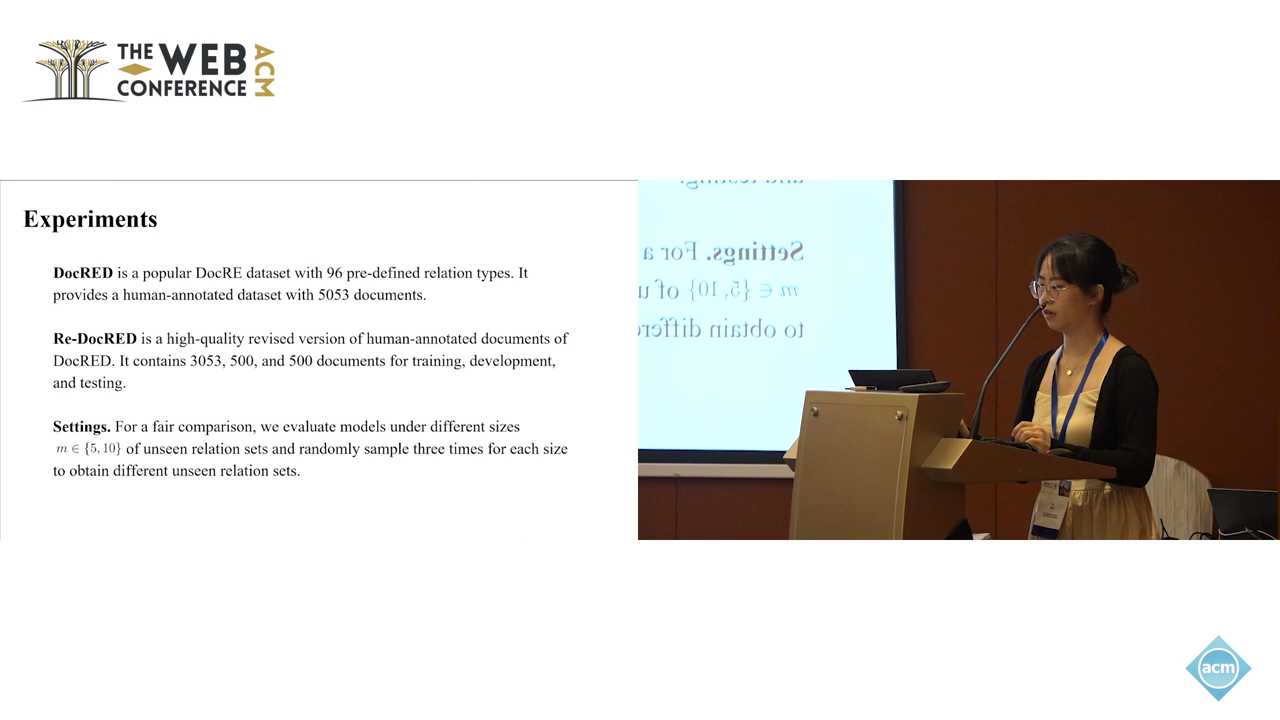 THE WEB
CONFERENCE
ACM
Experiments
DocRED is a popular DocRE dataset with 96 pre-defined relation types. It
provides a human-annotated dataset with 5053 documents.
Re-DocRED is a high-quality revised version of human-annotated documents of
DocRED. It contains 3053, 500, and 500 documents for training, development,
and testing.
Settings. For a fair comparison, we evaluate models under different sizes
m ∈ {5, 10} of unseen relation sets and randomly sample three times for each size
to obtain different unseen relation sets.
and testing.
Settings. For a
m ∈ {5, 10} of u
to obtain differe
acm